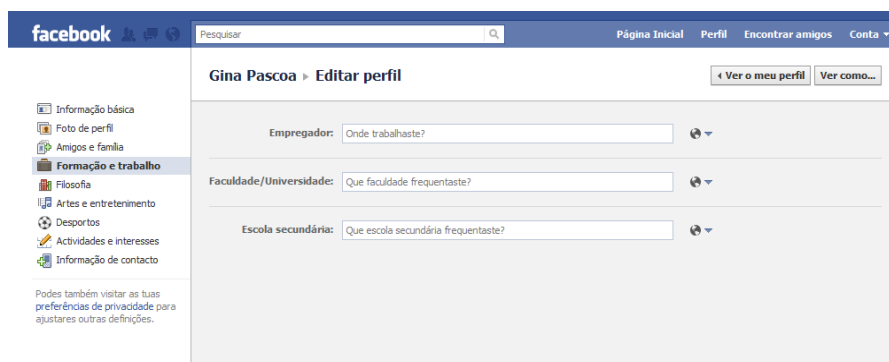 facebook
Pesquisar
Página Inicial Perfil Encontrar amigos Conta
Gina Pascoa ▸ Editar perfil
Ver o meu perfil
Ver como...
Informação básica
Foto de perfil
Amigos e família
Formação e trabalho
Filosofia
Artes e entretenimento
Desportos
Actividades e interesses
Informação de contacto
Podes também visitar as tuas
preferências de privacidade para
ajustares outras definições.
Empregador: Onde trabalhaste?
Faculdade/Universidade: Que faculdade frequentaste?
Escola secundária: Que escola secundária frequentaste?